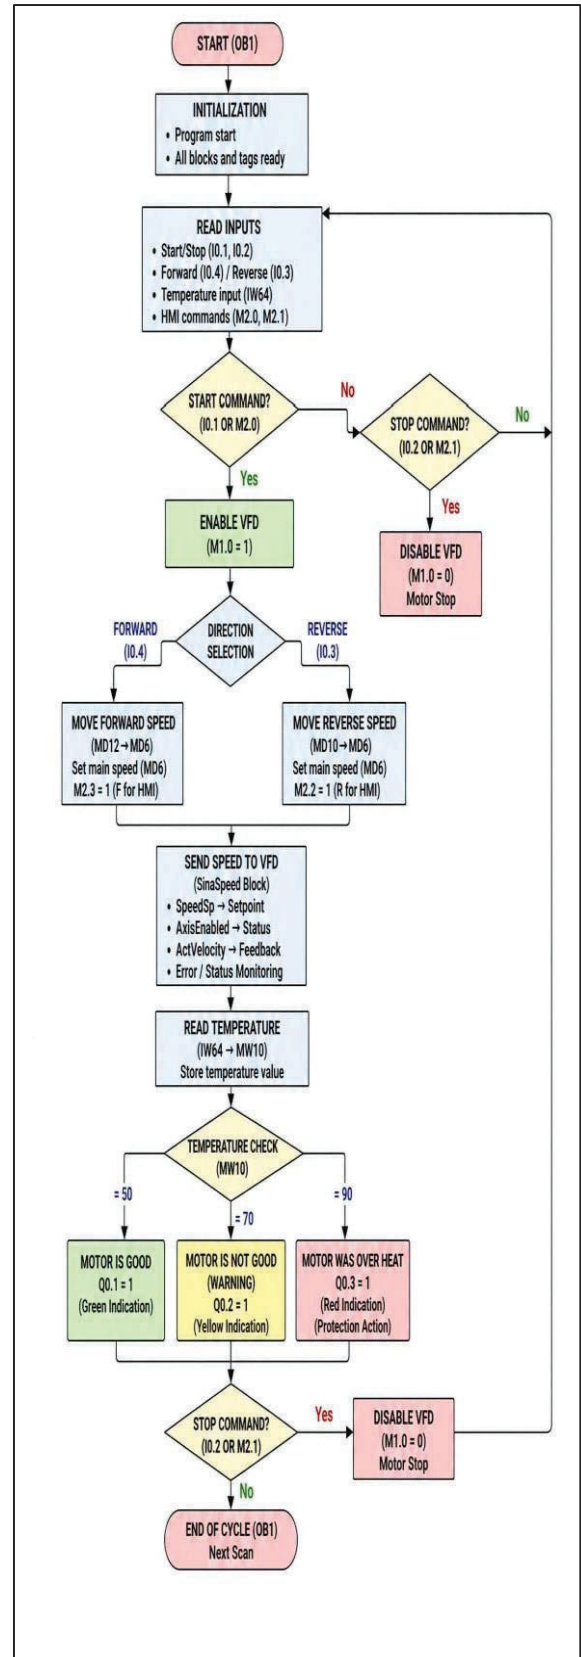 START (OB1)
INITIALIZATION
• Program start
• All blocks and tags ready
READ INPUTS
• Start/Stop (I0.1, I0.2)
• Forward (I0.4) / Reverse (I0.3)
• Temperature input (IW64)
• HMI commands (M2.0, M2.1)
START COMMAND?
(I0.1 OR M2.0)
No
STOP COMMAND?
(I0.2 OR M2.1)
No
Yes
Yes
ENABLE VFD
(M1.0 = 1)
DISABLE VFD
(M1.0 = 0)
Motor Stop
DIRECTION
SELECTION
FORWARD
(I0.4)
REVERSE
(I0.3)
MOVE FORWARD SPEED
(MD12 → MD6)
Set main speed (MD6)
M2.3 = 1 (F for HMI)
MOVE REVERSE SPEED
(MD10 → MD6)
Set main speed (MD6)
M2.2 = 1 (R for HMI)
SEND SPEED TO VFD
(SinaSpeed Block)
• SpeedSp → Setpoint
• AxisEnabled → Status
• ActVelocity → Feedback
• Error / Status Monitoring
READ TEMPERATURE
(IW64 → MW10)
Store temperature value
TEMPERATURE CHECK
(MW10)
= 50
= 70
= 90
MOTOR IS GOOD
Q0.1 = 1
(Green Indication)
MOTOR IS NOT GOOD
(WARNING)
Q0.2 = 1
(Yellow Indication)
MOTOR WAS OVER HEAT
Q0.3 = 1
(Red Indication)
(Protection Action)
STOP COMMAND?
(I0.2 OR M2.1)
Yes
DISABLE VFD
(M1.0 = 0)
Motor Stop
No
END OF CYCLE (OB1)
Next Scan